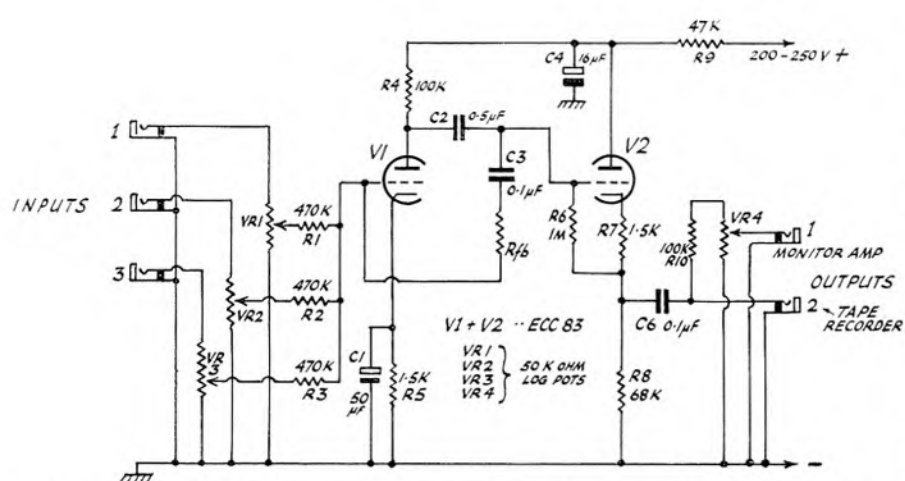 47K
R9
200-250V +
C4
16µF
R4
100K
C2
0.5µF
V1
V2
C3
0.1µF
INPUTS
1
2
3
VR1
470K
R1
VR2
470K
R2
VR
3
470K
R3
Rfb
R6
1M
R7
1.5K
100K
R10
VR4
1
MONITOR AMP
OUTPUTS
2
TAPE
RECORDER
C6
0.1µF
V1+V2 ·· ECC 83
VR1
VR2
VR3
VR4
50 K OHM
LOG POTS
C1
50
µF
1.5K
R5
R8
68K
-